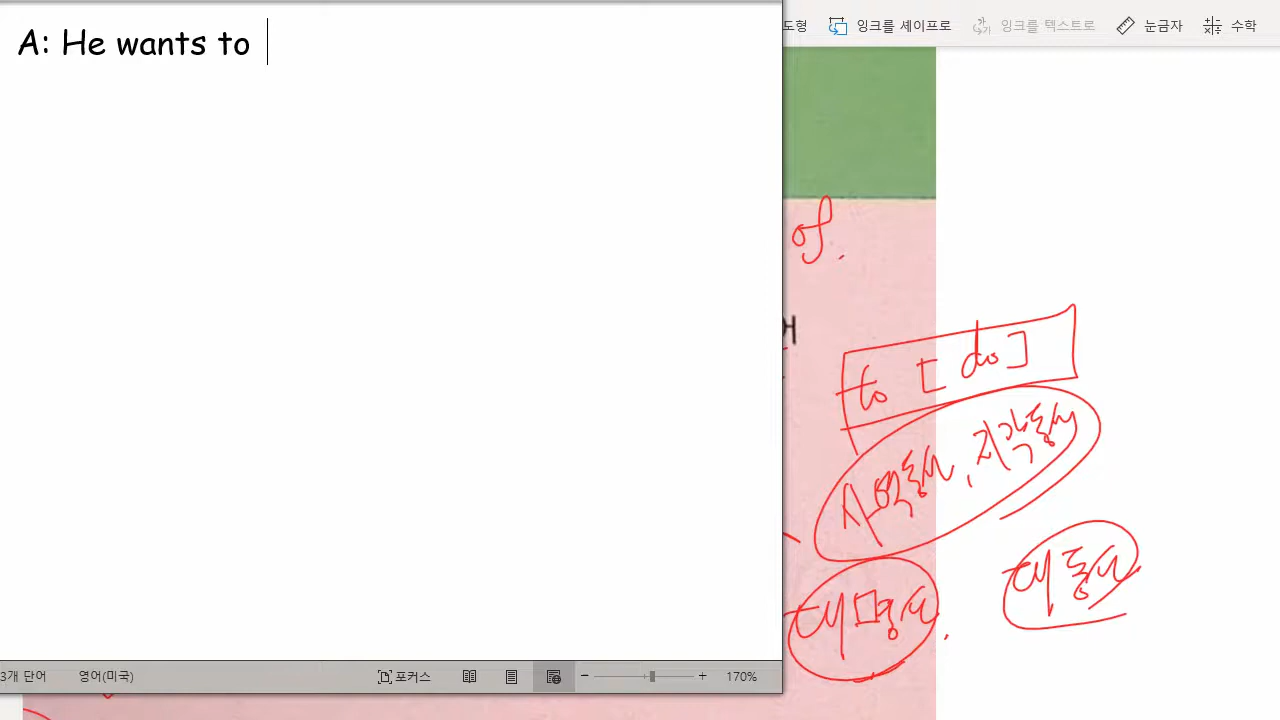 A: He wants to
도형 잉크를 셰이프로 잉크를 텍스트로 눈금자 수학
of.
어
to [do]
사역동사, 지각동사
대명사.
대동사
3개 단어 영어(미국) 포커스 170%